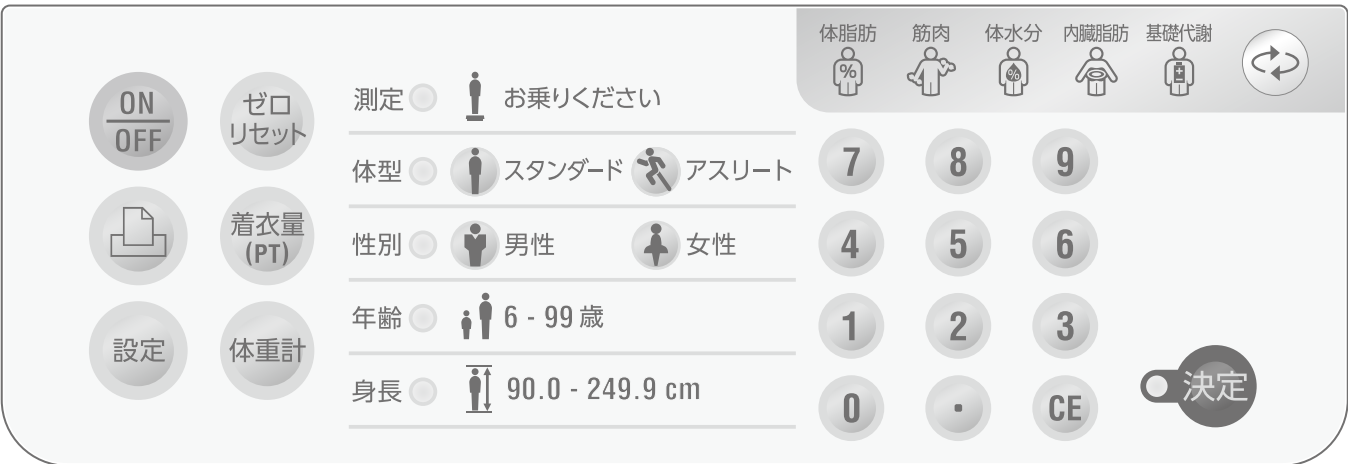 体脂肪 筋肉 体水分 内臓脂肪 基礎代謝
%
%
ON
OFF
ゼロ
リセット
着衣量
(PT)
設定
体重計
測定 お乗りください
体型 スタンダード アスリート
性別 男性 女性
年齢 6 - 99 歳
身長 90.0 - 249.9 cm
7 8 9
4 5 6
1 2 3
0 . CE
決定